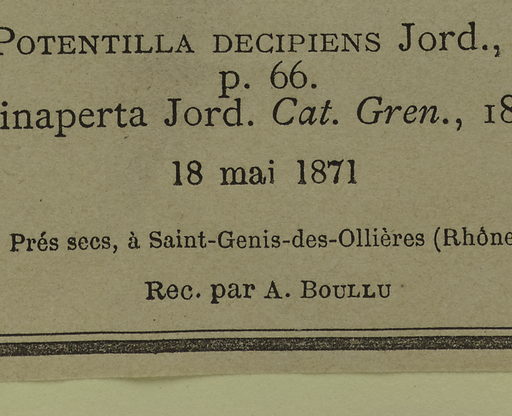 POTENTILLA DECIPIENS Jord.,
p. 66.
inaperta Jord. Cat. Gren., 18
18 mai 1871
Prés secs, à Saint-Genis-des-Ollières (Rhône
Rec. par A. BOULLU